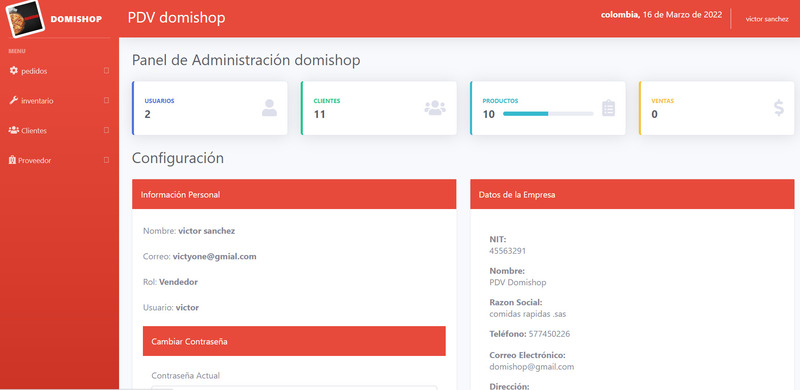 DOMISHOP
PDV domishop
colombia, 16 de Marzo de 2022
victor sanchez
MENU
pedidos
inventario
Clientes
Proveedor
Panel de Administración domishop
USUARIOS
2
CLIENTES
11
PRODUCTOS
10
VENTAS
0
Configuración
Información Personal
Nombre: victor sanchez
Correo: victyone@gmial.com
Rol: Vendedor
Usuario: victor
Cambiar Contraseña
Contraseña Actual
Datos de la Empresa
NIT:
45563291
Nombre:
PDV Domishop
Razon Social:
comidas rapidas .sas
Teléfono: 577450226
Correo Electrónico:
domishop@gmail.com
Dirección: